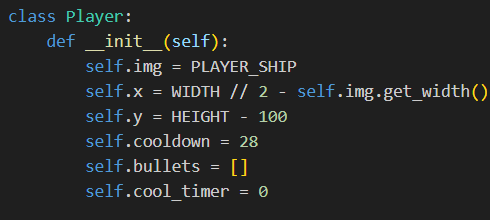 class Player:
    def __init__(self):
        self.img = PLAYER_SHIP
        self.x = WIDTH // 2 - self.img.get_width()
        self.y = HEIGHT - 100
        self.cooldown = 28
        self.bullets = []
        self.cool_timer = 0